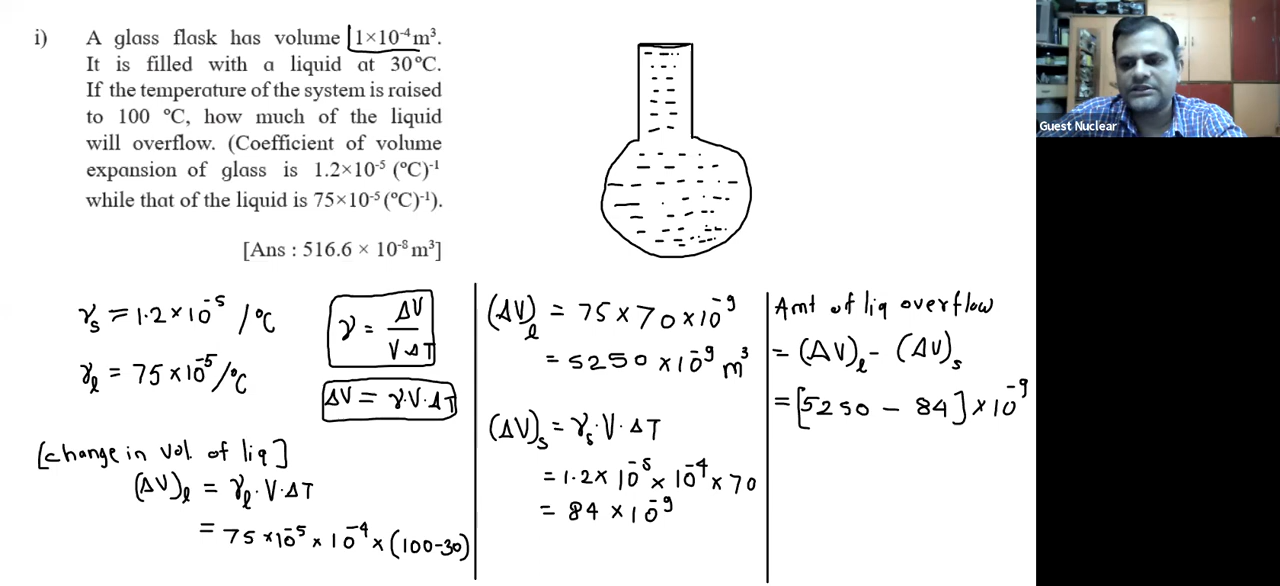 i) A glass flask has volume 1×10⁻⁴m³.
It is filled with a liquid at 30°C.
If the temperature of the system is raised
to 100 °C, how much of the liquid
will overflow. (Coefficient of volume
expansion of glass is 1.2×10⁻⁵ (°C)⁻¹
while that of the liquid is 75×10⁻⁵(°C)⁻¹).
[Ans : 516.6 × 10⁻⁸ m³]
γₛ = 1.2 × 10⁻⁵ /°C
γₗ = 75 × 10⁻⁵/°C
γ = ΔV / VΔT
ΔV = γ.V.ΔT
[change in vol. of liq]
(ΔV)ₗ = γₗ.V.ΔT
= 75 × 10⁻⁵ × 10⁻⁴ × (100-30)
(ΔV)ₗ = 75 × 70 × 10⁻⁹
= 5250 × 10⁻⁹ m³
(ΔV)ₛ = γₛ.V.ΔT
= 1.2 × 10⁻⁵ × 10⁻⁴ × 70
= 84 × 10⁻⁹
Amt of liq overflow
= (ΔV)ₗ - (ΔV)ₛ
= [5250 - 84] × 10⁻⁹
Guest Nuclear